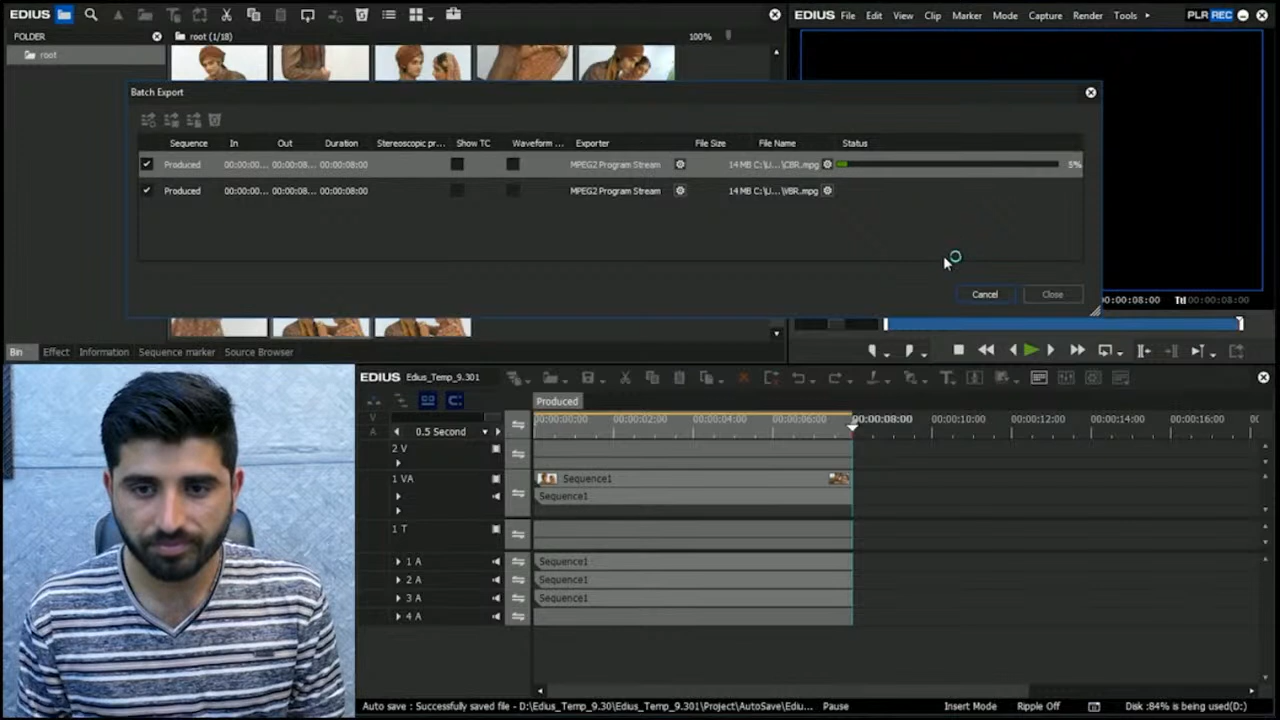 EDIUS
EDIUS File Edit View Clip Marker Mode Capture Render Tools PLR REC
FOLDER root (1/18) 100%
root
Batch Export
Sequence In Out Duration Stereoscopic pr... Show TC Waveform ... Exporter File Size File Name Status
Produced 00:00:00... 00:00:08... 00:00:08:00 MPEG2 Program Stream 14 MB C:\U...\CBR.mpg 5%
Produced 00:00:00... 00:00:08... 00:00:08:00 MPEG2 Program Stream 14 MB C:\U...\VBR.mpg
Cancel Close
00:00:08:00 Ttl 00:00:08:00
Bin Effect Information Sequence marker Source Browser
EDIUS Edius_Temp_9.301
Produced
V
A
0.5 Second
00:00:00:00 00:00:02:00 00:00:04:00 00:00:06:00 00:00:08:00 00:00:10:00 00:00:12:00 00:00:14:00 00:00:16:00 00
2 V
1 VA Sequence1
Sequence1
1 T
1 A Sequence1
2 A Sequence1
3 A Sequence1
4 A
Auto save : Successfully saved file - D:\Edius_Temp_9.30\Edius_Temp_9.301\Project\AutoSave\Ediu... Pause Insert Mode Ripple Off Disk :84% is being used(D:)